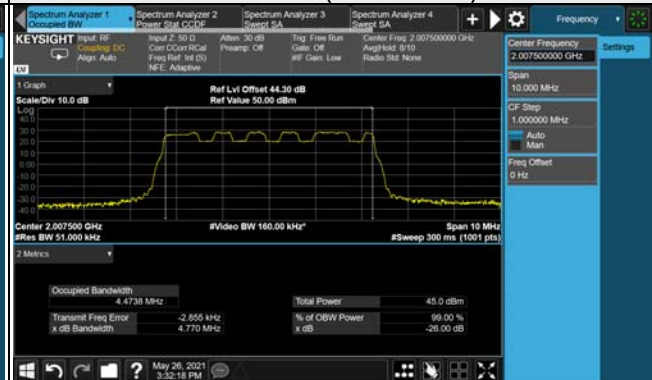 Spectrum Analyzer 1
Occupied BW
Spectrum Analyzer 2
Power Stat CCDF
Spectrum Analyzer 3
Swept SA
Spectrum Analyzer 4
Swept SA
+
Frequency
KEYSIGHT
Input: RF
Coupling: DC
Align: Auto
Input Z: 50 Ω
Corr CCorr RCal
Freq Ref: Int (S)
NFE: Adaptive
Atten: 30 dB
Preamp: Off
Trig: Free Run
Gate: Off
#IF Gain: Low
Center Freq: 2.007500000 GHz
Avg|Hold: 8/10
Radio Std: None
LXI
Center Frequency
2.007500000 GHz
Settings
Span
10.000 MHz
CF Step
1.000000 MHz
Auto
Man
Freq Offset
0 Hz
1 Graph
Scale/Div 10.0 dB
Ref Lvl Offset 44.30 dB
Ref Value 50.00 dBm
Log
40.0
30.0
20.0
10.0
0.00
-10.0
-20.0
-30.0
-40.0
Center 2.007500 GHz
#Video BW 160.00 kHz*
Span 10 MHz
#Res BW 51.000 kHz
#Sweep 300 ms (1001 pts)
2 Metrics
Occupied Bandwidth
4.4738 MHz
Total Power 45.0 dBm
Transmit Freq Error -2.855 kHz
% of OBW Power 99.00 %
x dB Bandwidth 4.770 MHz
x dB -26.00 dB
?
May 26, 2021
3:32:18 PM